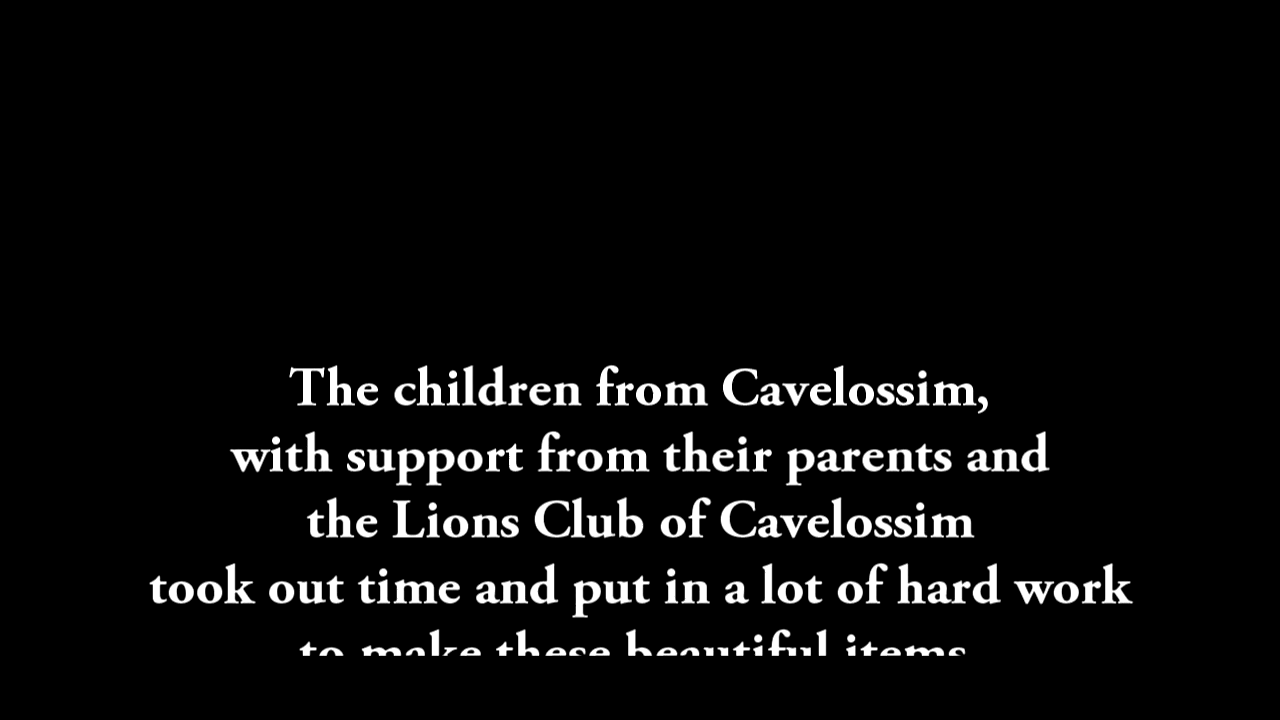 The children from Cavelossim,
with support from their parents and
the Lions Club of Cavelossim
took out time and put in a lot of hard work
to make these beautiful items